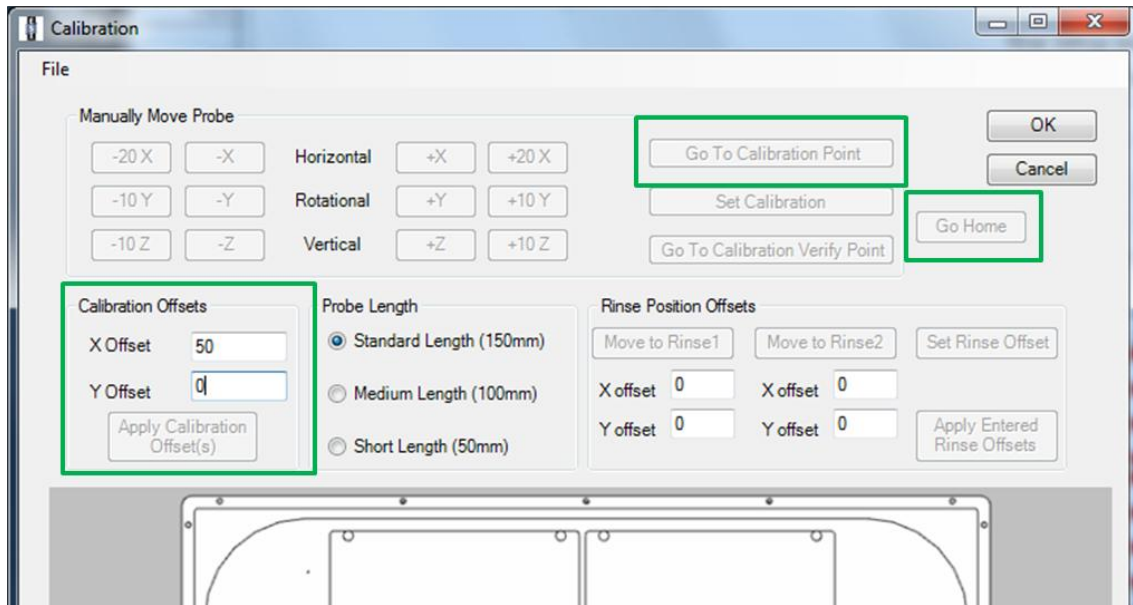 Calibration
File
Manually Move Probe
-20 X -X Horizontal +X +20 X
-10 Y -Y Rotational +Y +10 Y
-10 Z -Z Vertical +Z +10 Z
Go To Calibration Point
Set Calibration
Go To Calibration Verify Point
OK
Cancel
Go Home
Calibration Offsets
X Offset 50
Y Offset 0
Apply Calibration
Offset(s)
Probe Length
Standard Length (150mm)
Medium Length (100mm)
Short Length (50mm)
Rinse Position Offsets
Move to Rinse1 Move to Rinse2 Set Rinse Offset
X offset 0 X offset 0
Y offset 0 Y offset 0
Apply Entered
Rinse Offsets